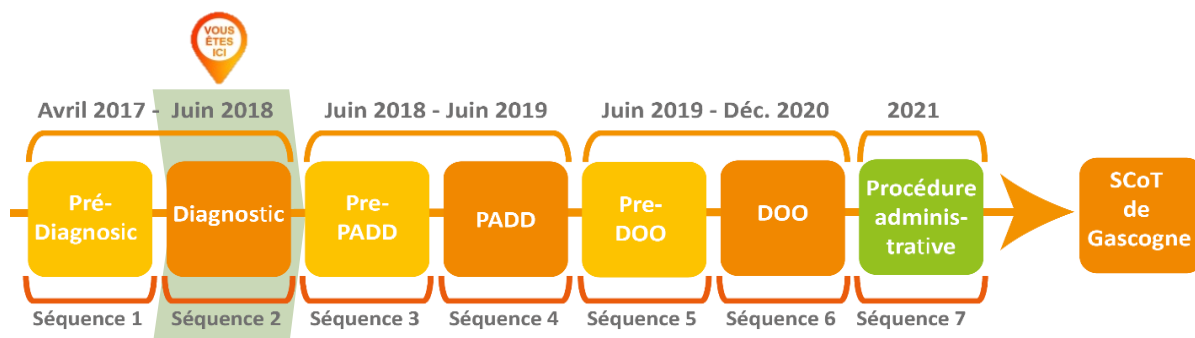 VOUS
ÊTES
ICI
Avril 2017 - Juin 2018
Juin 2018 - Juin 2019
Juin 2019 - Déc. 2020
2021
Pré-
Diagnosic
Diagnostic
Pre-
PADD
PADD
Pre-
DOO
DOO
Procédure
adminis-
trative
SCoT
de
Gascogne
Séquence 1
Séquence 2
Séquence 3
Séquence 4
Séquence 5
Séquence 6
Séquence 7